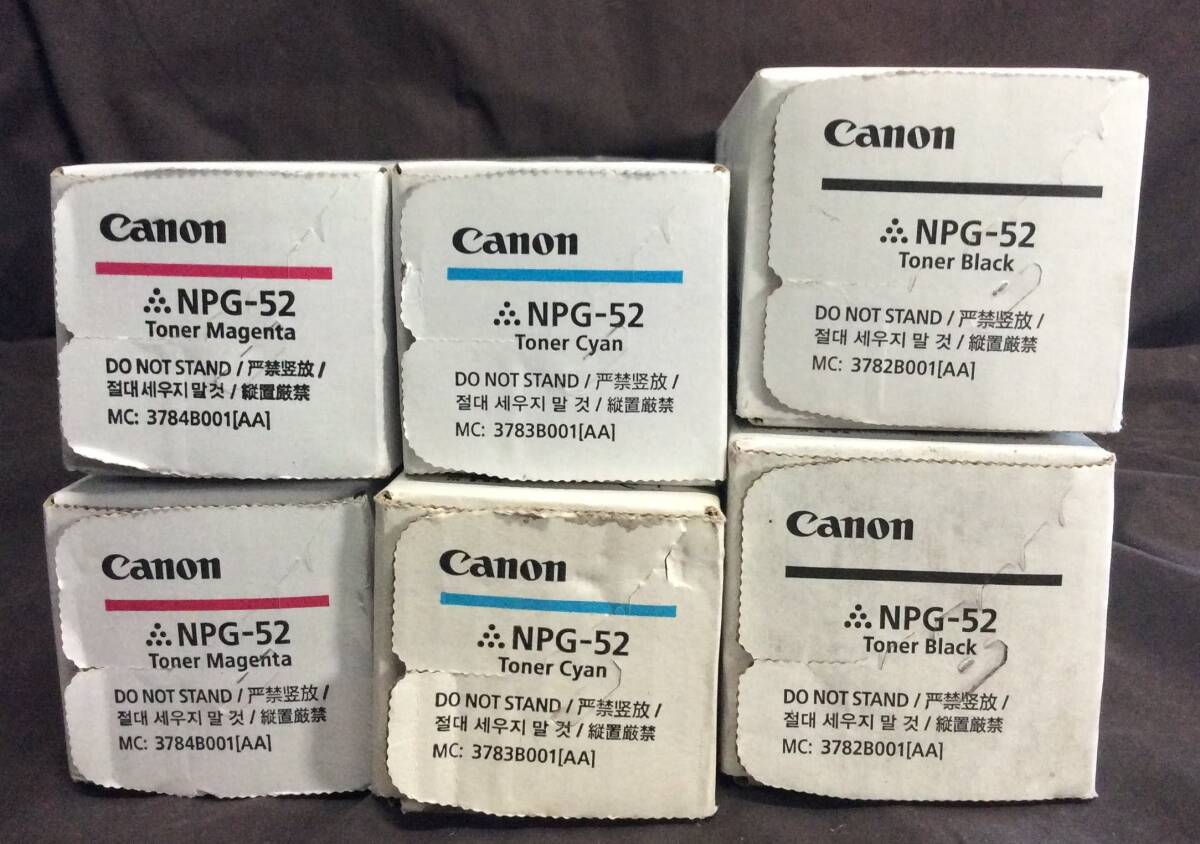 Canon
NPG-52
Toner Magenta
DO NOT STAND / 严禁竖放 /
절대 세우지 말 것 / 縦置厳禁
MC: 3784B001[AA]
Canon
NPG-52
Toner Cyan
DO NOT STAND / 严禁竖放 /
절대 세우지 말 것 / 縦置厳禁
MC: 3783B001[AA]
Canon
NPG-52
Toner Black
DO NOT STAND / 严禁竖放 /
절대 세우지 말 것 / 縦置厳禁
MC: 3782B001[AA]
Canon
NPG-52
Toner Magenta
DO NOT STAND / 严禁竖放 /
절대 세우지 말 것 / 縦置厳禁
MC: 3784B001[AA]
Canon
NPG-52
Toner Cyan
DO NOT STAND / 严禁竖放 /
절대 세우지 말 것 / 縦置厳禁
MC: 3783B001[AA]
Canon
NPG-52
Toner Black
DO NOT STAND / 严禁竖放 /
절대 세우지 말 것 / 縦置厳禁
MC: 3782B001[AA]